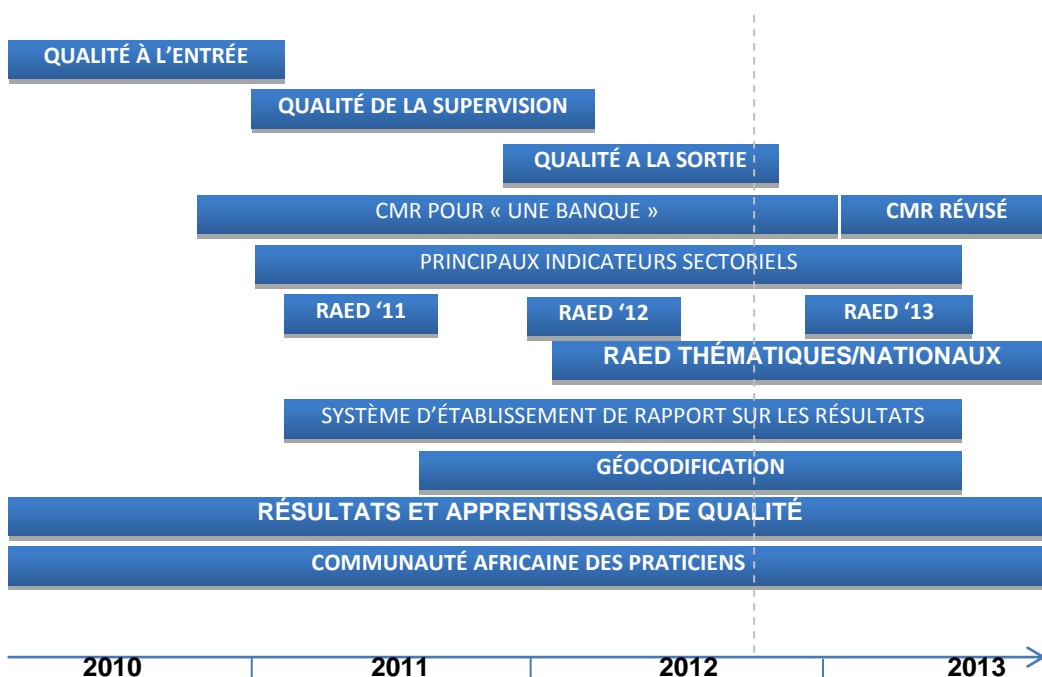 QUALITÉ À L’ENTRÉE
QUALITÉ DE LA SUPERVISION
QUALITÉ A LA SORTIE
CMR POUR « UNE BANQUE »
CMR RÉVISÉ
PRINCIPAUX INDICATEURS SECTORIELS
RAED ‘11
RAED ‘12
RAED ‘13
RAED THÉMATIQUES/NATIONAUX
SYSTÈME D’ÉTABLISSEMENT DE RAPPORT SUR LES RÉSULTATS
GÉOCODIFICATION
RÉSULTATS ET APPRENTISSAGE DE QUALITÉ
COMMUNAUTÉ AFRICAINE DES PRATICIENS
2010
2011
2012
2013